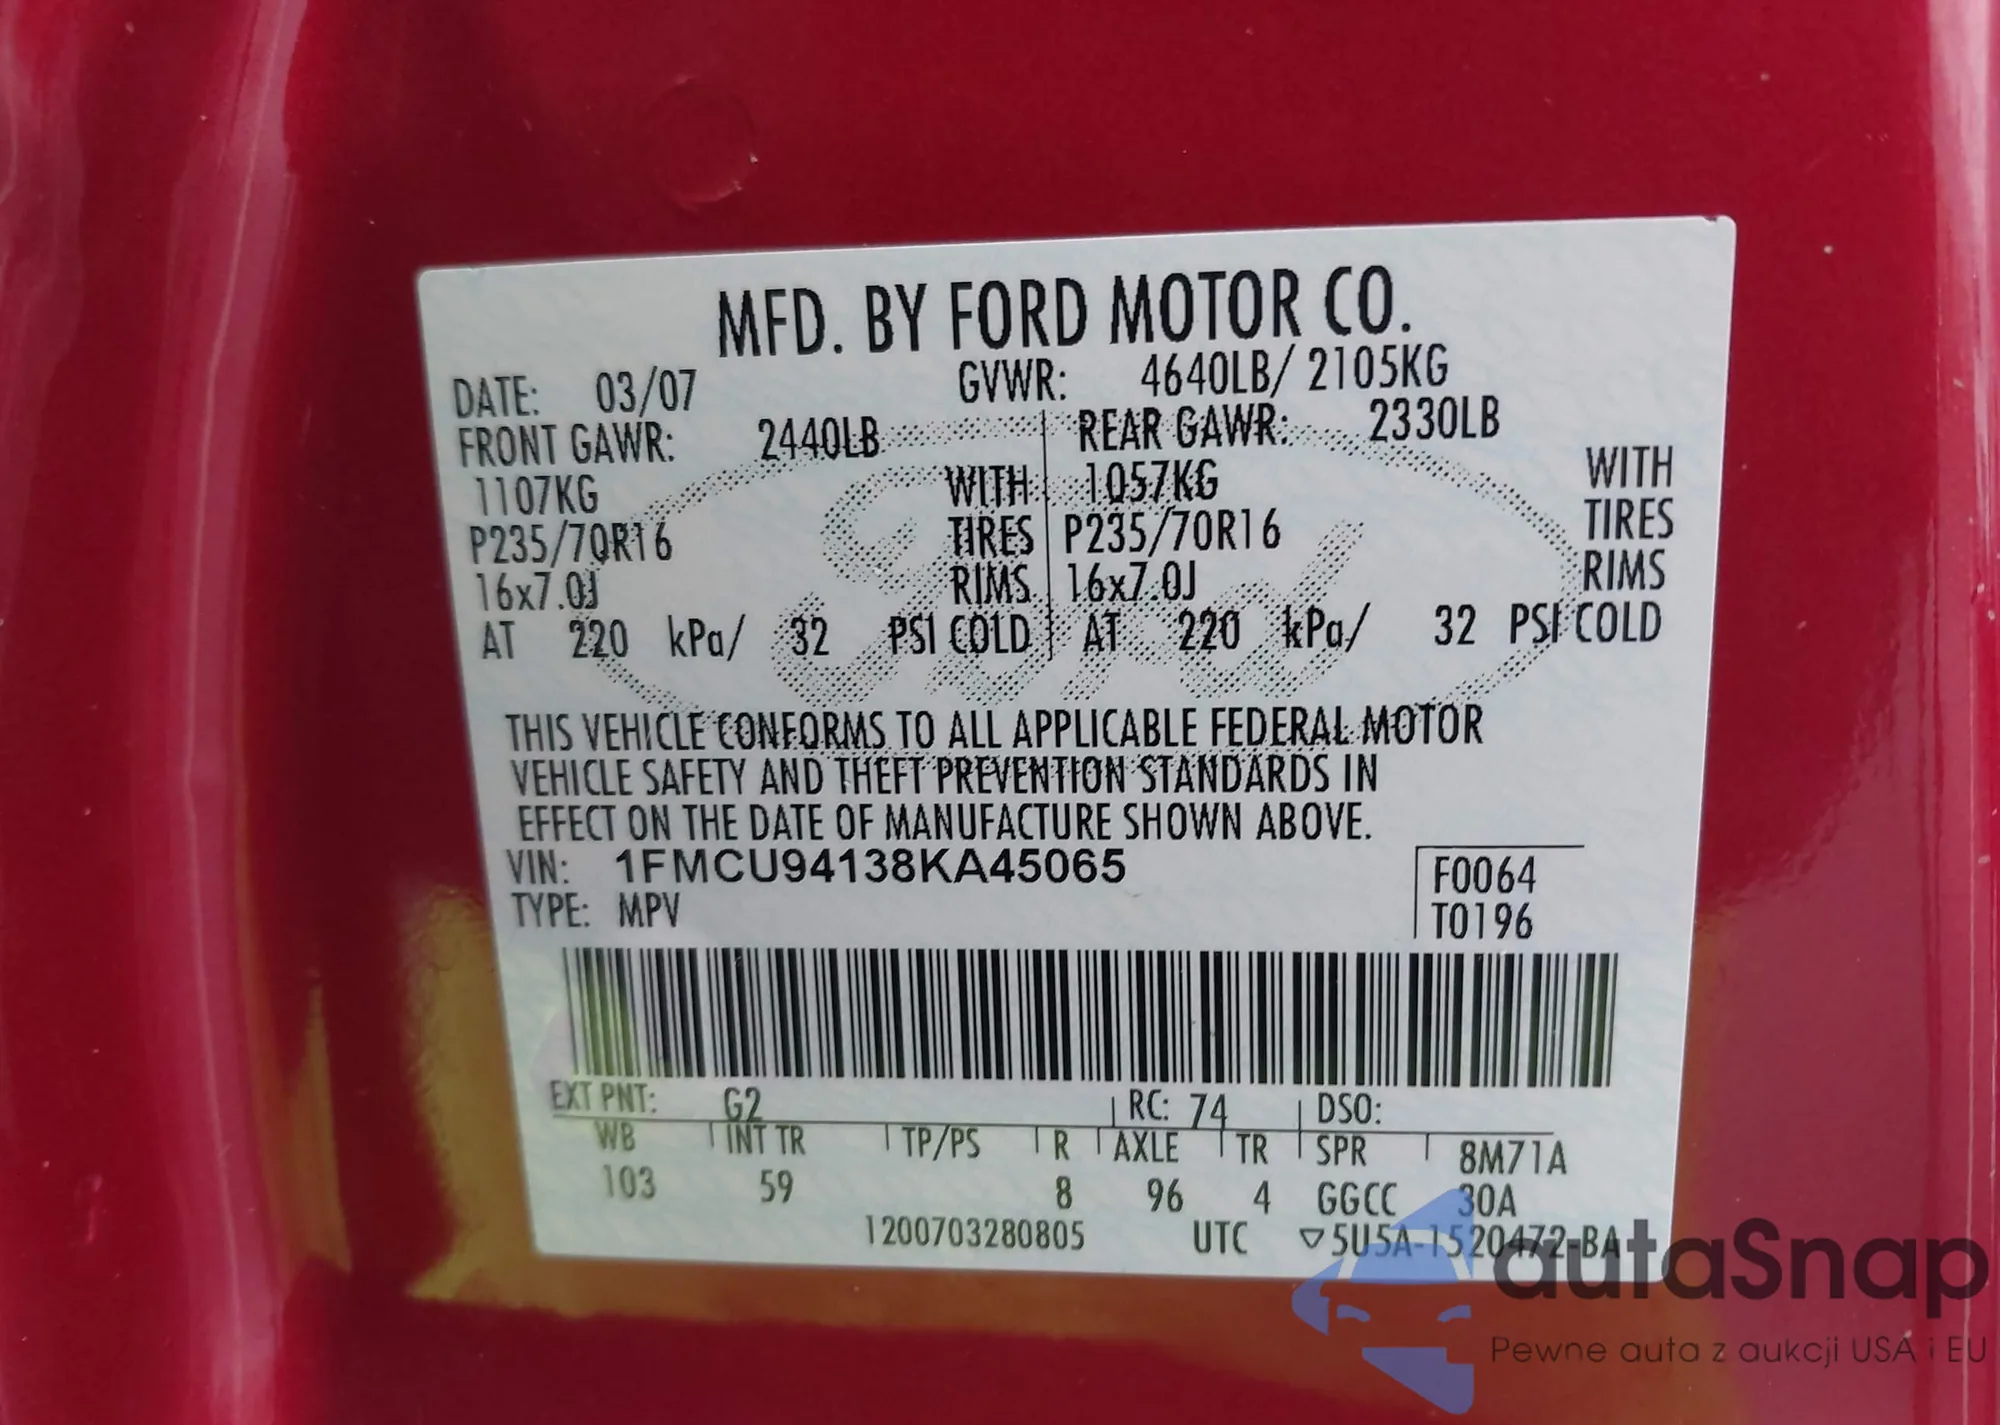 MFD. BY FORD MOTOR CO.
DATE: 03/07 GVWR: 4640LB/ 2105KG
FRONT GAWR: 2440LB REAR GAWR: 2330LB
1107KG WITH 1057KG WITH
P235/70R16 TIRES P235/70R16 TIRES
16x7.0J RIMS 16x7.0J RIMS
AT 220 kPa/ 32 PSI COLD AT 220 kPa/ 32 PSI COLD
Ford
THIS VEHICLE CONFORMS TO ALL APPLICABLE FEDERAL MOTOR
VEHICLE SAFETY AND THEFT PREVENTION STANDARDS IN
EFFECT ON THE DATE OF MANUFACTURE SHOWN ABOVE.
VIN: 1FMCU94138KA45065 F0064
TYPE: MPV T0196
EXT PNT: G2 RC: 74 DSO:
WB INT TR TP/PS R AXLE TR SPR 8M71A
103 59 8 96 4 GGCC 30A
1200703280805 UTC ▽5U5A-1520472-BA
autaSnap
Pewne auta z aukcji USA i EU